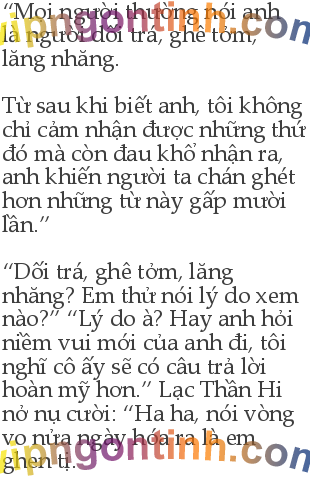 “Mọi người thường nói anh
là người dối trá, ghê tởm,
lăng nhăng.
Từ sau khi biết anh, tôi không
chỉ cảm nhận được những thứ
đó mà còn đau khổ nhận ra,
anh khiến người ta chán ghét
hơn những từ này gấp mười
lần.”
“Dối trá, ghê tởm, lăng
nhăng? Em thử nói lý do xem
nào?” “Lý do à? Hay anh hỏi
niềm vui mới của anh đi, tôi
nghĩ cô ấy sẽ có câu trả lời
hoàn mỹ hơn.” Lạc Thần Hi
nở nụ cười: “Ha ha, nói vòng
vo nửa ngày hóa ra là em
ghen tị.
vipngontinh.com
vipngontinh.com